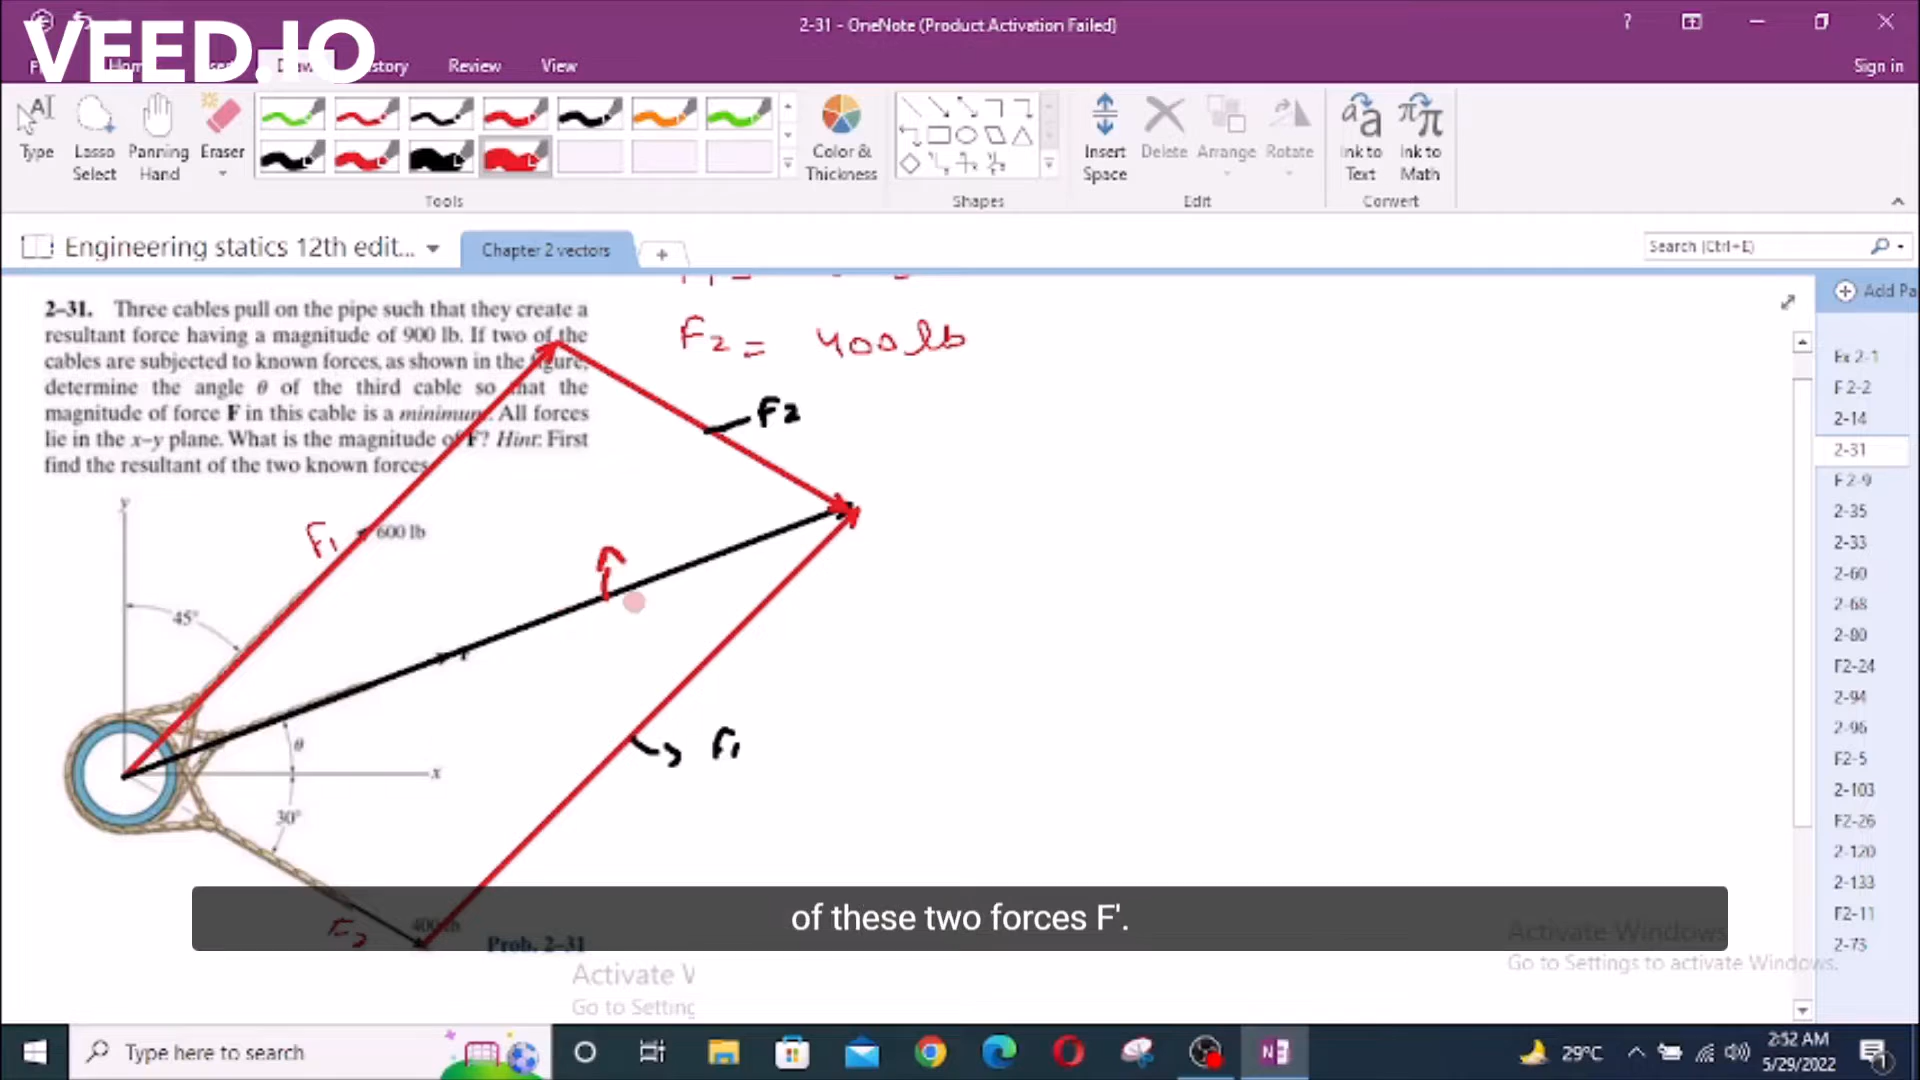 2-31 - OneNote (Product Activation Failed)
VEED.IO
Review
View
Sign in
Type
Lasso Select
Panning Hand
Eraser
Color & Thickness
Insert Space
Delete
Arrange
Rotate
Ink to Text
Ink to Math
Tools
Shapes
Edit
Convert
Engineering statics 12th edit...
Chapter 2 vectors
Search (Ctrl+E)
Add Pa
2-31. Three cables pull on the pipe such that they create a
resultant force having a magnitude of 900 lb. If two of the
cables are subjected to known forces, as shown in the figure,
determine the angle θ of the third cable so that the
magnitude of force F in this cable is a minimum. All forces
lie in the x–y plane. What is the magnitude of F? Hint: First
find the resultant of the two known forces.
F2 = 400 lb
F2
y
F1
600 lb
45°
θ
x
F1
30°
F2
400 lb
Prob. 2–31
of these two forces F'.
Activate W
Go to Setting
Activate Windows
Go to Settings to activate Windows.
Ex 2-1
F 2-2
2-14
2-31
F 2-9
2-35
2-33
2-60
2-68
2-80
F2-24
2-94
2-96
F2-5
2-103
F2-26
2-120
2-133
F2-11
2-73
Type here to search
29°C
2:52 AM
5/29/2022
1